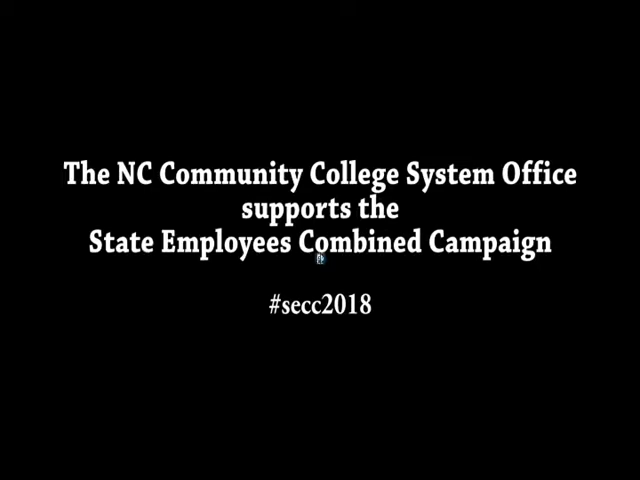 The NC Community College System Office
supports the
State Employees Combined Campaign
#secc2018